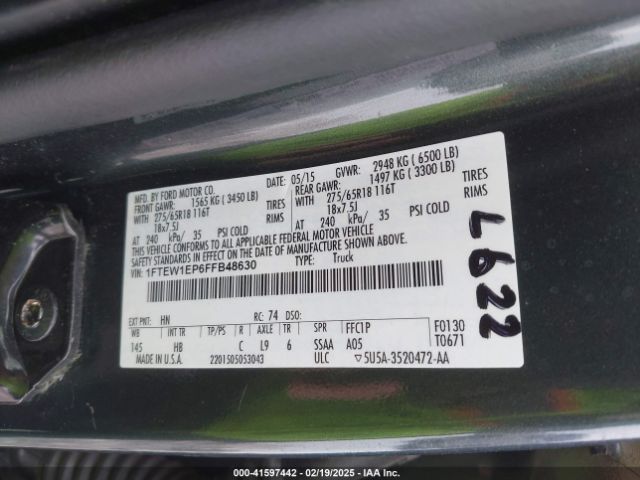 MFD. BY FORD MOTOR CO.
DATE: 05/15 GVWR: 2948 KG ( 6500 LB)
FRONT GAWR: 1565 KG ( 3450 LB)
REAR GAWR: 1497 KG ( 3300 LB)
WITH 275/65R18 116T TIRES
WITH 275/65R18 116T TIRES
18x7.5J RIMS
18x7.5J RIMS
AT 240 kPa/ 35 PSI COLD
AT 240 kPa/ 35 PSI COLD
THIS VEHICLE CONFORMS TO ALL APPLICABLE FEDERAL MOTOR VEHICLE
SAFETY STANDARDS IN EFFECT ON THE DATE OF MANUFACTURE SHOWN ABOVE.
VIN: 1FTEW1EP6FFB48630
TYPE: Truck
EXT PNT: HN RC: 74 DSO:
WB INT TR TP/PS R AXLE TR SPR FFC1P F0130
145 HB C L9 6 SSAA A05 T0671
MADE IN U.S.A. 2201505053043 ULC 5U5A-3520472-AA
L622
000-41597442 - 02/19/2025 - IAA Inc.